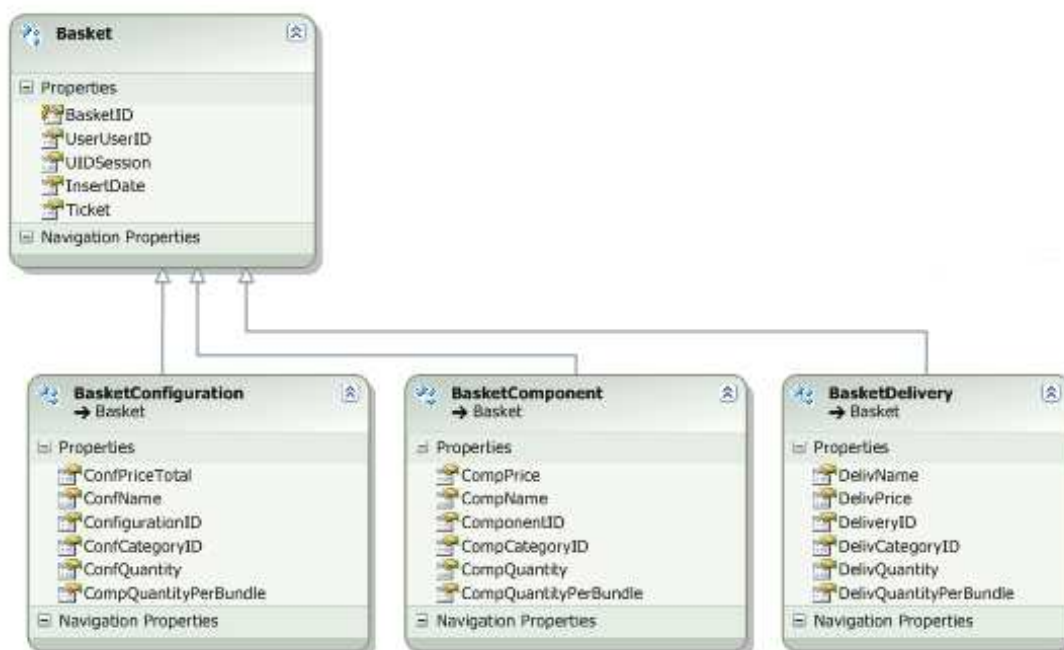 Basket
Properties
BasketID
UserUserID
UIDSession
InsertDate
Ticket
Navigation Properties
BasketConfiguration
Basket
Properties
ConfPriceTotal
ConfName
ConfigurationID
ConfCategoryID
ConfQuantity
CompQuantityPerBundle
Navigation Properties
BasketComponent
Basket
Properties
CompPrice
CompName
ComponentID
CompCategoryID
CompQuantity
CompQuantityPerBundle
Navigation Properties
BasketDelivery
Basket
Properties
DelivName
DelivPrice
DeliveryID
DelivCategoryID
DelivQuantity
DelivQuantityPerBundle
Navigation Properties